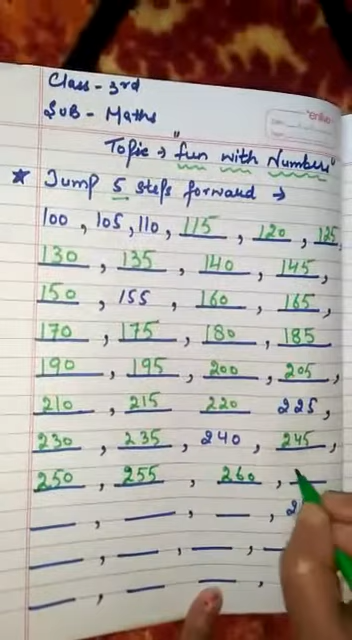 Class - 3rd
SUB - Maths
Topic → "fun with Numbers"
* Jump 5 steps forward →
100, 105, 110, 115, 120, 125,
130, 135, 140, 145,
150, 155, 160, 165,
170, 175, 180, 185
190, 195, 200, 205,
210, 215 220 225,
230, 235, 240, 245,
250, 255, 260,